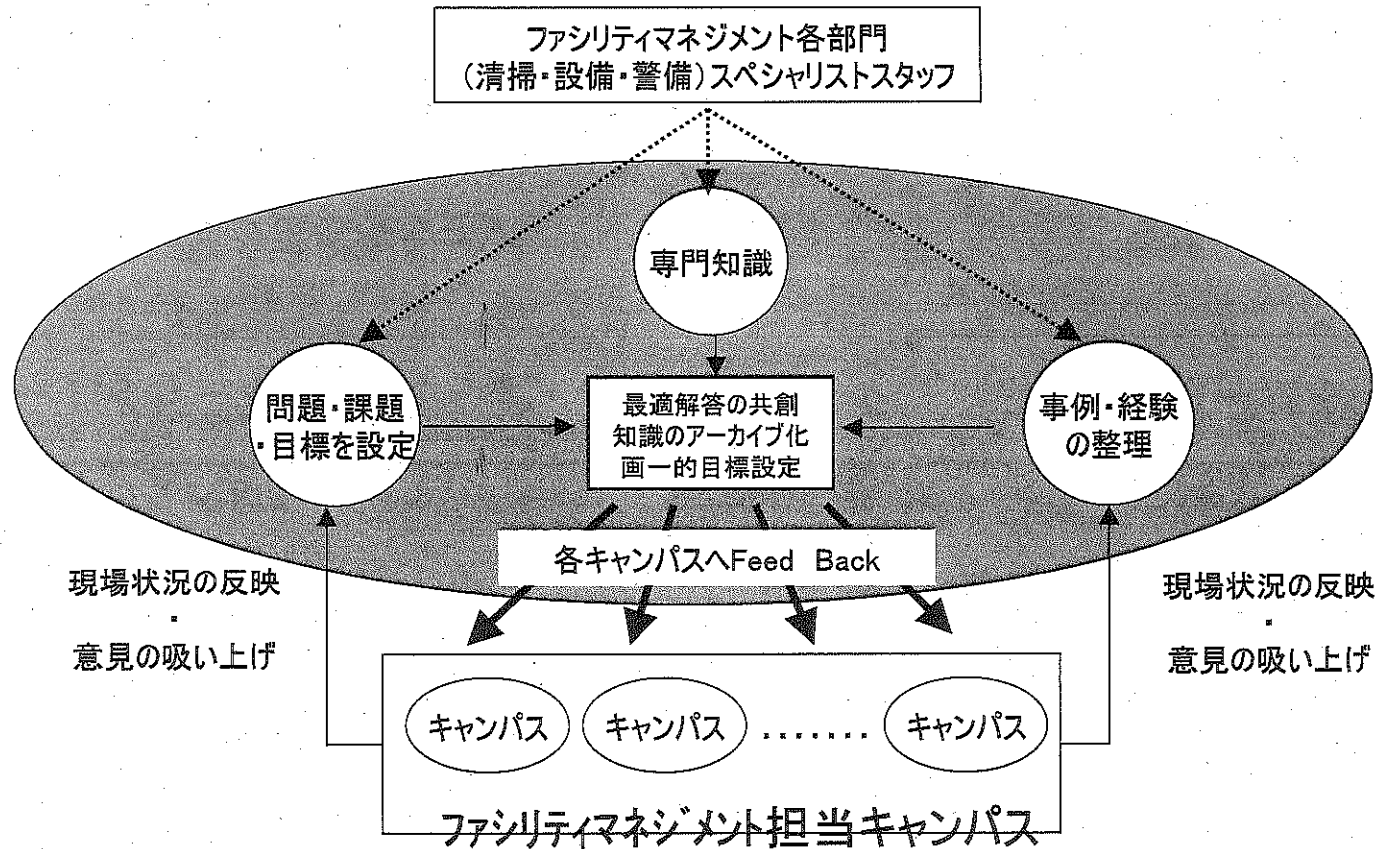 ファシリティマネジメント各部門
（清掃・設備・警備）スペシャリストスタッフ
専門知識
問題・課題
・目標を設定
最適解答の共創
知識のアーカイブ化
画一的目標設定
事例・経験
の整理
各キャンパスへFeed Back
現場状況の反映
・
意見の吸い上げ
現場状況の反映
・
意見の吸い上げ
キャンパス
キャンパス
.......
キャンパス
ファシリティマネジメント担当キャンパス